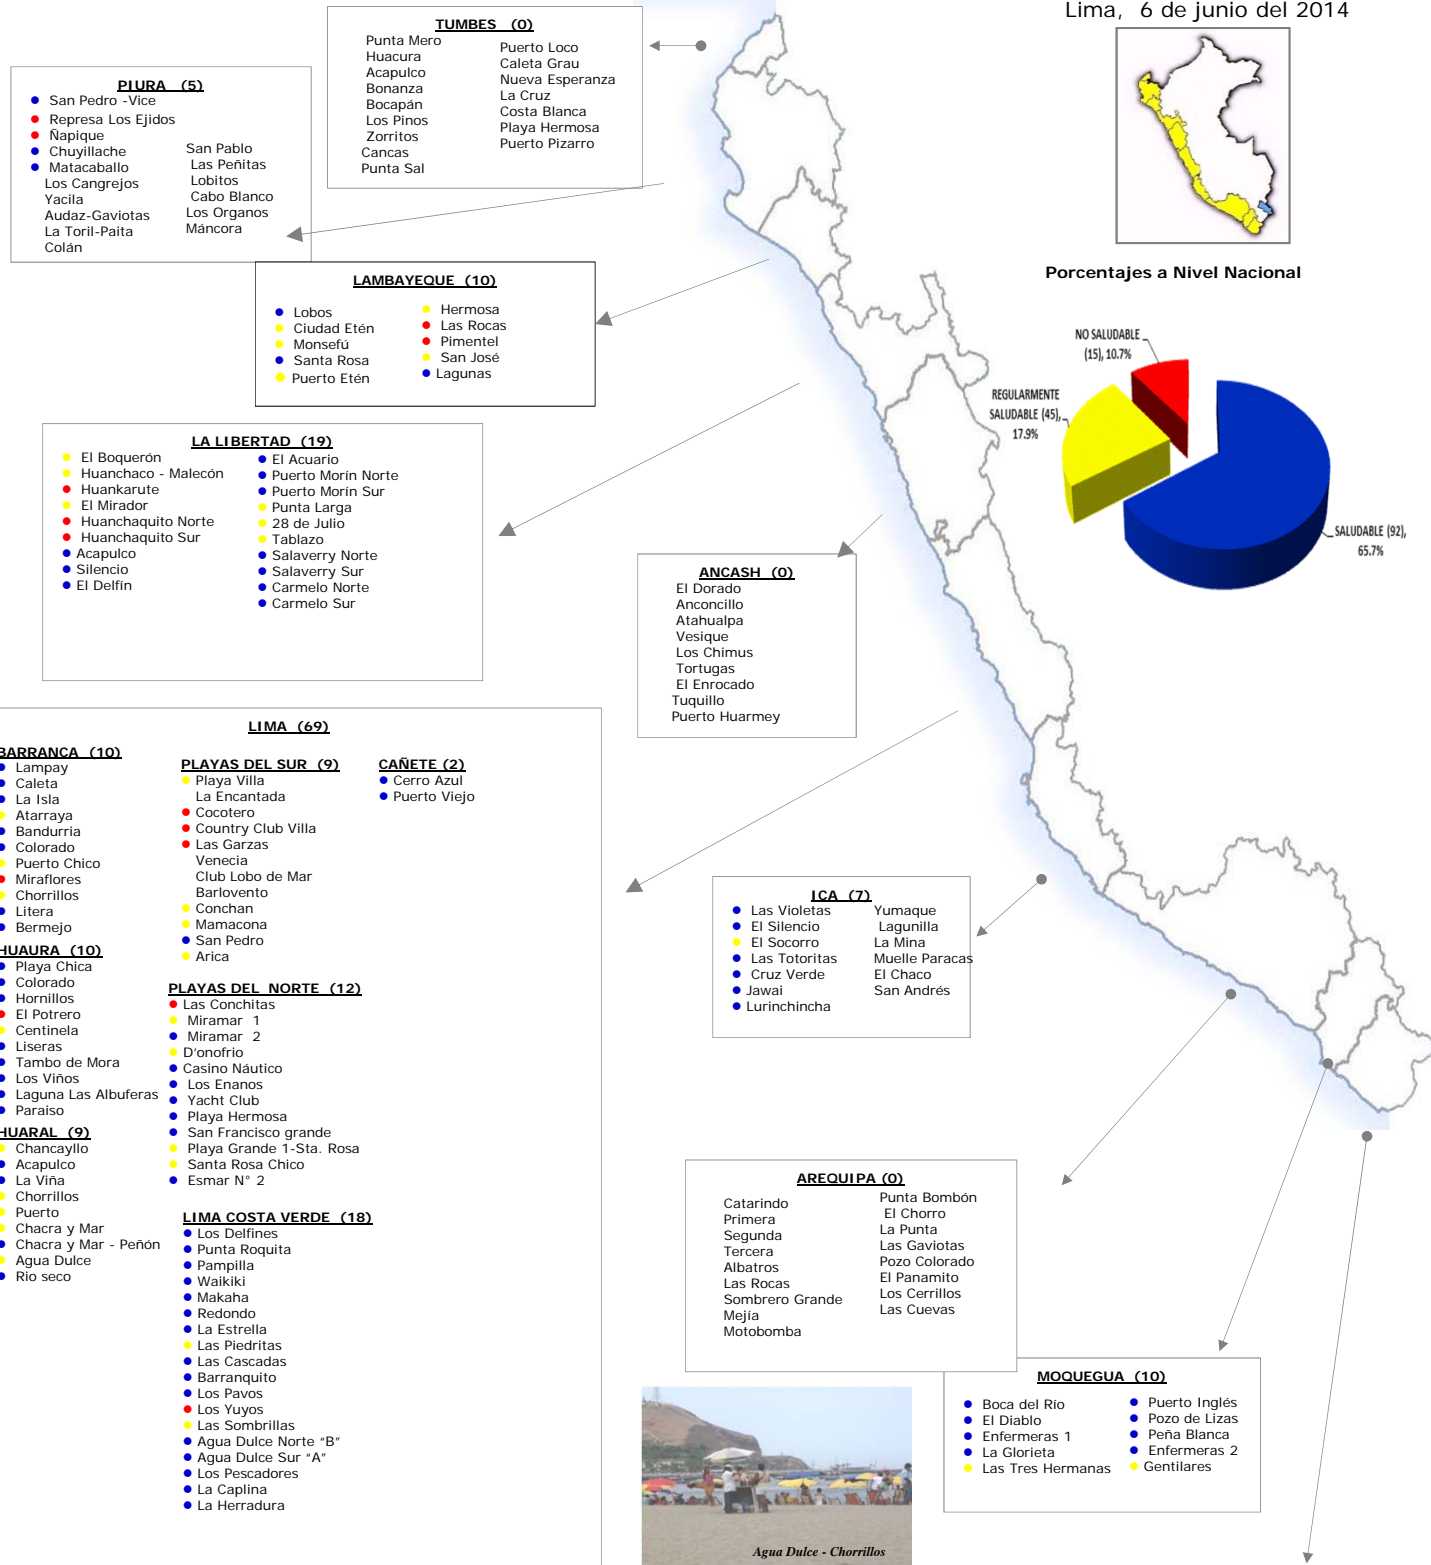 Lima, 6 de junio del 2014
TUMBES (0)
Punta Mero
Huacura
Acapulco
Bonanza
Bocapán
Los Pinos
Zorritos
Cancas
Punta Sal
Puerto Loco
Caleta Grau
Nueva Esperanza
La Cruz
Costa Blanca
Playa Hermosa
Puerto Pizarro
PIURA (5)
San Pedro -Vice
Represa Los Ejidos
Ñapique
Chuyillache
Matacaballo
Los Cangrejos
Yacila
Audaz-Gaviotas
La Toril-Paita
Colán
San Pablo
Las Peñitas
Lobitos
Cabo Blanco
Los Organos
Máncora
LAMBAYEQUE (10)
Lobos
Ciudad Etén
Monsefú
Santa Rosa
Puerto Etén
Hermosa
Las Rocas
Pimentel
San José
Lagunas
Porcentajes a Nivel Nacional
NO SALUDABLE
(15), 10.7%
REGULARMENTE
SALUDABLE (45),
17.9%
SALUDABLE (92),
65.7%
LA LIBERTAD (19)
El Boquerón
Huanchaco - Malecón
Huankarute
El Mirador
Huanchaquito Norte
Huanchaquito Sur
Acapulco
Silencio
El Delfín
El Acuario
Puerto Morín Norte
Puerto Morín Sur
Punta Larga
28 de Julio
Tablazo
Salaverry Norte
Salaverry Sur
Carmelo Norte
Carmelo Sur
ANCASH (0)
El Dorado
Anconcillo
Atahualpa
Vesique
Los Chimus
Tortugas
El Enrocado
Tuquillo
Puerto Huarmey
LIMA (69)
BARRANCA (10)
Lampay
Caleta
La Isla
Atarraya
Bandurria
Colorado
Puerto Chico
Miraflores
Chorrillos
Litera
Bermejo
HUAURA (10)
Playa Chica
Colorado
Hornillos
El Potrero
Centinela
Liseras
Tambo de Mora
Los Viños
Laguna Las Albuferas
Paraiso
HUARAL (9)
Chancayllo
Acapulco
La Viña
Chorrillos
Puerto
Chacra y Mar
Chacra y Mar - Peñón
Agua Dulce
Rio seco
PLAYAS DEL SUR (9)
Playa Villa
La Encantada
Cocotero
Country Club Villa
Las Garzas
Venecia
Club Lobo de Mar
Barlovento
Conchan
Mamacona
San Pedro
Arica
PLAYAS DEL NORTE (12)
Las Conchitas
Miramar 1
Miramar 2
D'onofrio
Casino Náutico
Los Enanos
Yacht Club
Playa Hermosa
San Francisco grande
Playa Grande 1-Sta. Rosa
Santa Rosa Chico
Esmar N° 2
LIMA COSTA VERDE (18)
Los Delfines
Punta Roquita
Pampilla
Waikiki
Makaha
Redondo
La Estrella
Las Piedritas
Las Cascadas
Barranquito
Los Pavos
Los Yuyos
Las Sombrillas
Agua Dulce Norte "B"
Agua Dulce Sur "A"
Los Pescadores
La Caplina
La Herradura
CAÑETE (2)
Cerro Azul
Puerto Viejo
ICA (7)
Las Violetas
El Silencio
El Socorro
Las Totoritas
Cruz Verde
Jawai
Lurinchincha
Yumaque
Lagunilla
La Mina
Muelle Paracas
El Chaco
San Andrés
AREQUIPA (0)
Catarindo
Primera
Segunda
Tercera
Albatros
Las Rocas
Sombrero Grande
Mejía
Motobomba
Punta Bombón
El Chorro
La Punta
Las Gaviotas
Pozo Colorado
El Panamito
Los Cerrillos
Las Cuevas
MOQUEGUA (10)
Boca del Río
El Diablo
Enfermeras 1
La Glorieta
Las Tres Hermanas
Puerto Inglés
Pozo de Lizas
Peña Blanca
Enfermeras 2
Gentilares
Agua Dulce - Chorrillos